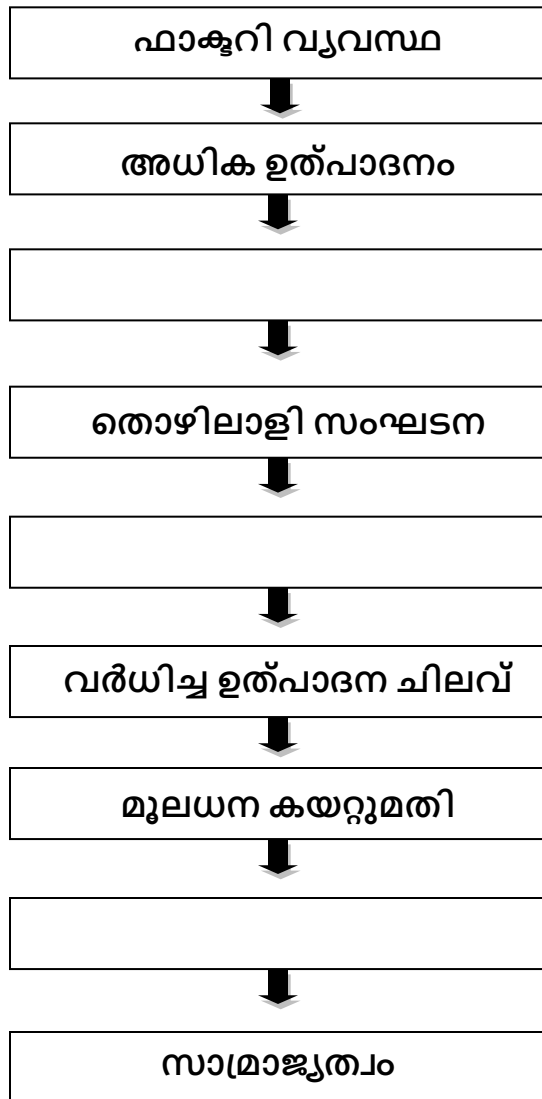 ഫാക്ടറി വ്യവസ്ഥ
അധിക ഉത്പാദനം
തൊഴിലാളി സംഘടന
വർധിച്ച ഉത്പാദന ചിലവ്
മൂലധന കയറ്റുമതി
സാമ്രാജ്യത്വം